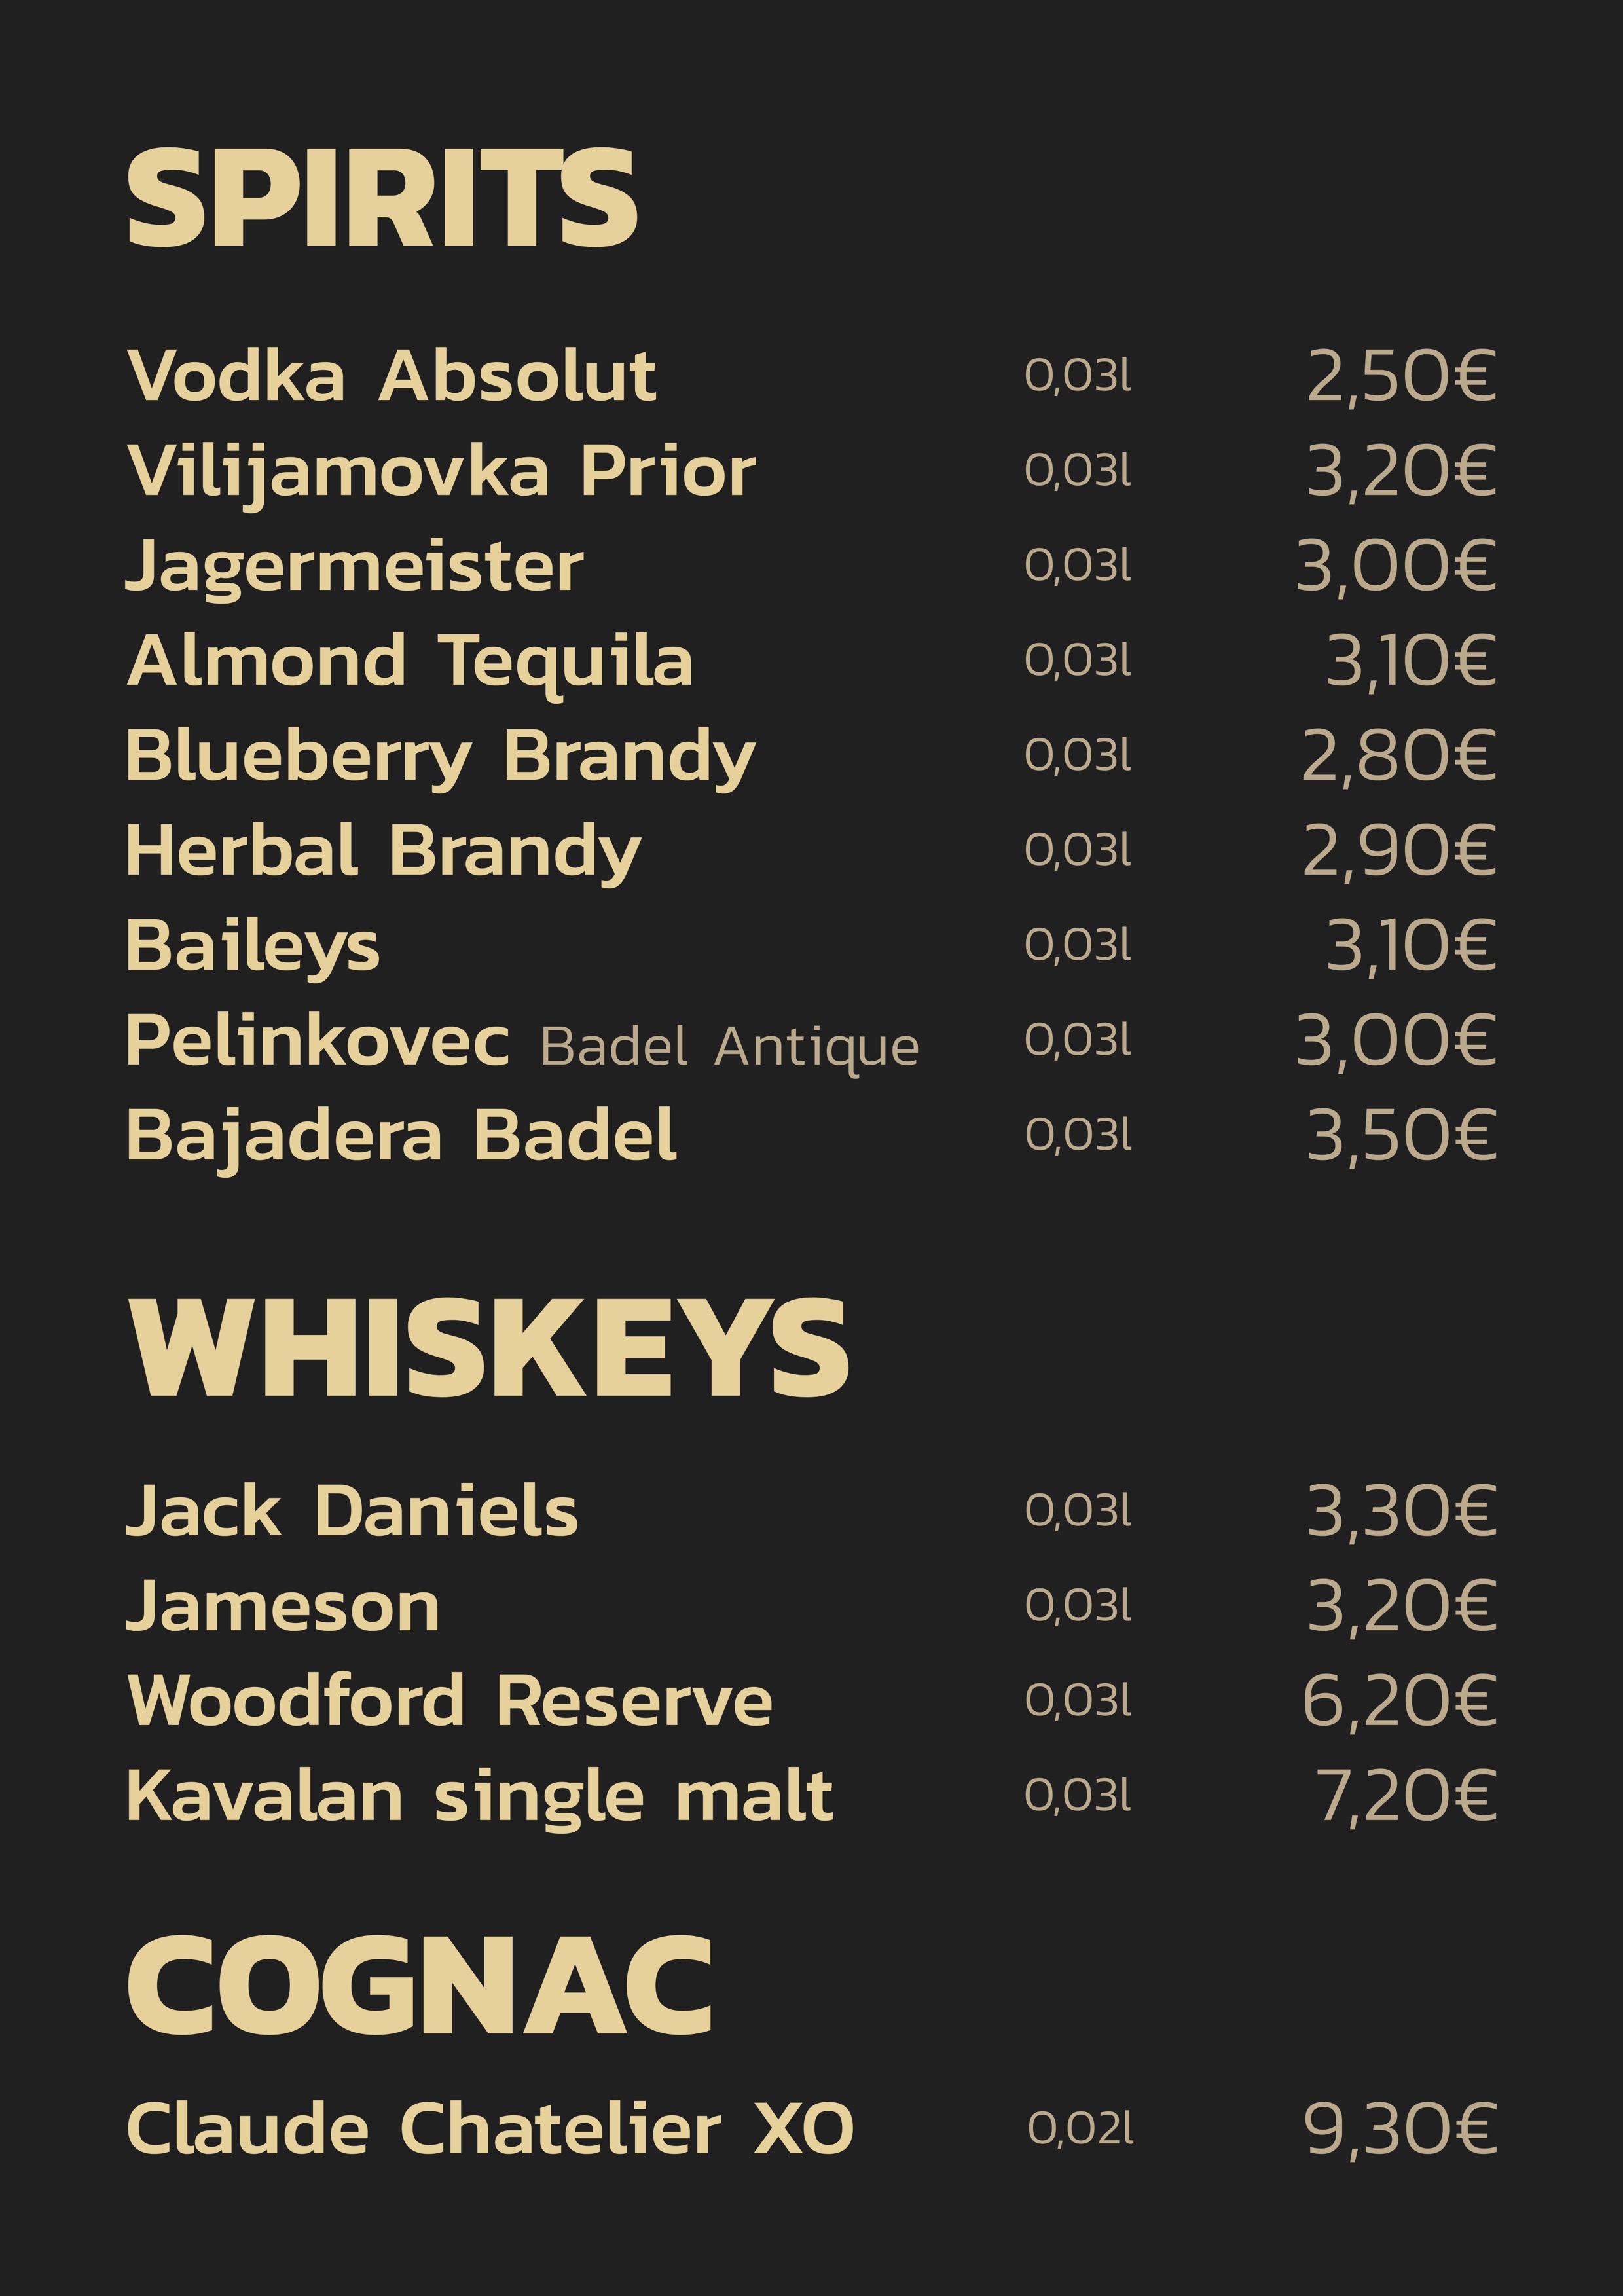 SPIRITS
Vodka Absolut 0,03l 2,50€
Vilijamovka Prior 0,03l 3,20€
Jagermeister 0,03l 3,00€
Almond Tequila 0,03l 3,10€
Blueberry Brandy 0,03l 2,80€
Herbal Brandy 0,03l 2,90€
Baileys 0,03l 3,10€
Pelinkovec Badel Antique 0,03l 3,00€
Bajadera Badel 0,03l 3,50€
WHISKEYS
Jack Daniels 0,03l 3,30€
Jameson 0,03l 3,20€
Woodford Reserve 0,03l 6,20€
Kavalan single malt 0,03l 7,20€
COGNAC
Claude Chatelier XO 0,02l 9,30€